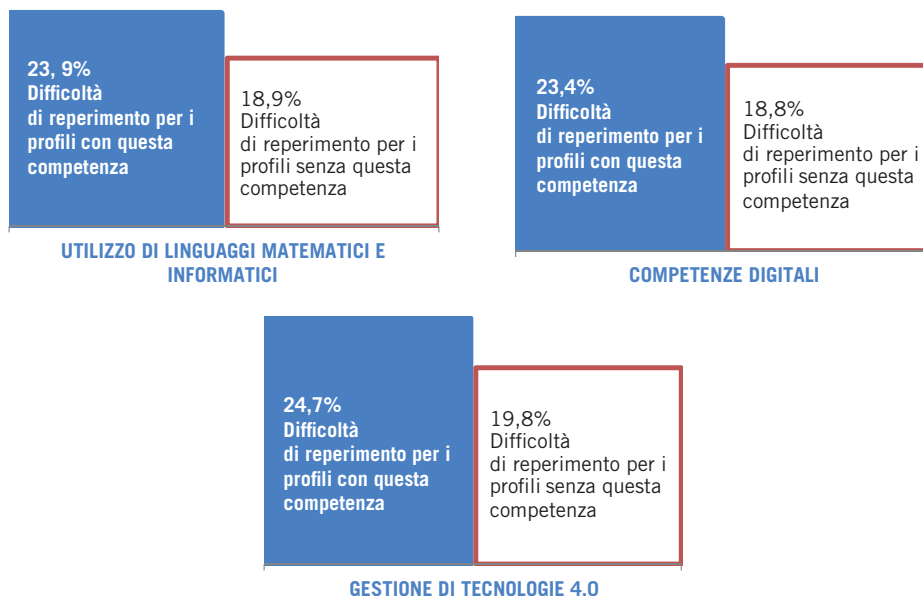 23, 9%
Difficoltà
di reperimento per i
profili con questa
competenza
18,9%
Difficoltà
di reperimento per i
profili senza questa
competenza
UTILIZZO DI LINGUAGGI MATEMATICI E
INFORMATICI
23,4%
Difficoltà
di reperimento per i
profili con questa
competenza
18,8%
Difficoltà
di reperimento per i
profili senza questa
competenza
COMPETENZE DIGITALI
24,7%
Difficoltà
di reperimento per i
profili con questa
competenza
19,8%
Difficoltà
di reperimento per i
profili senza questa
competenza
GESTIONE DI TECNOLOGIE 4.0